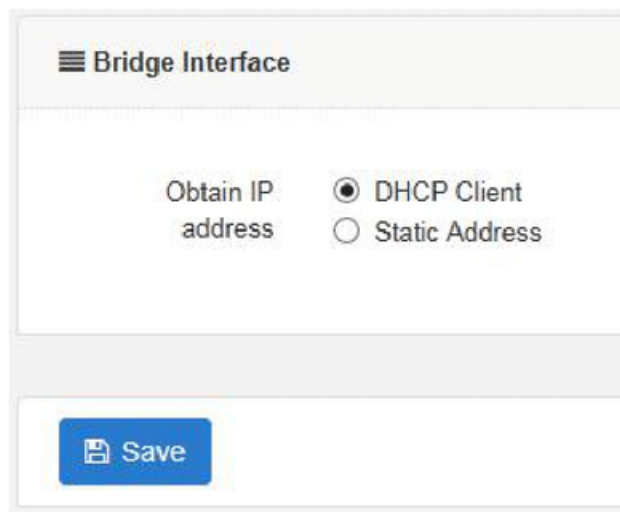 Bridge Interface
Obtain IP
address
DHCP Client
Static Address
Save